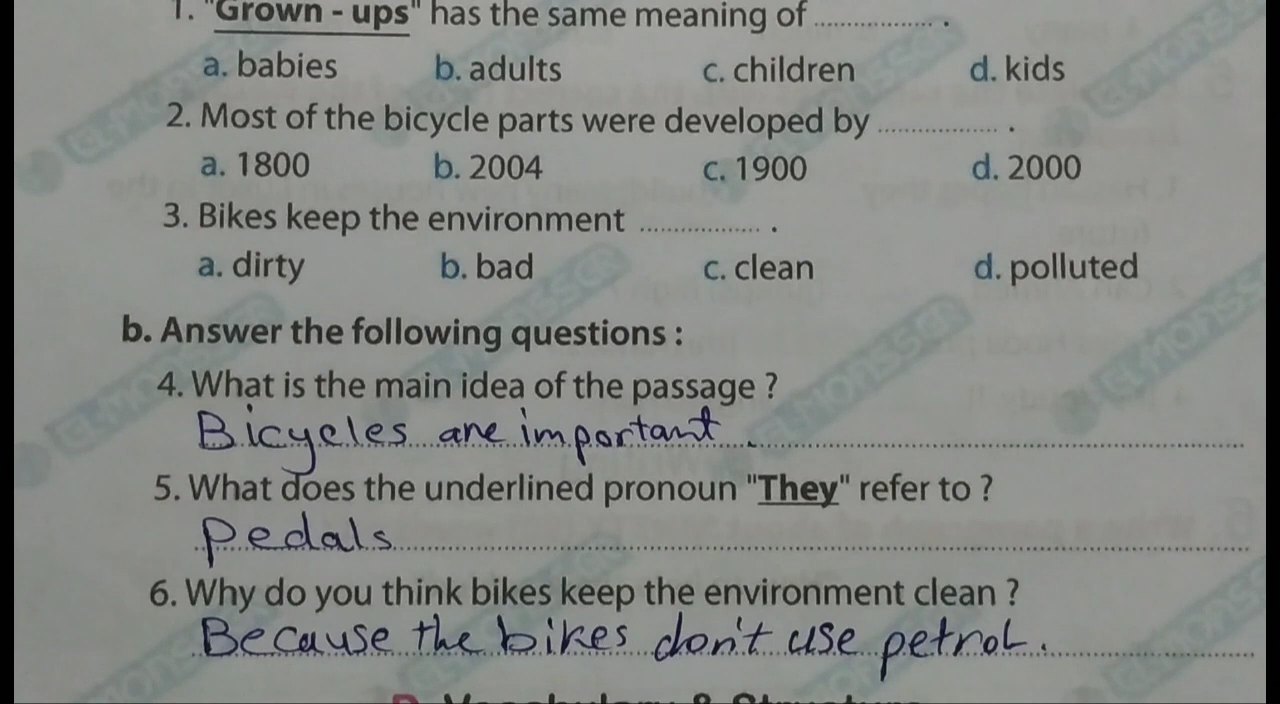 1. "Grown - ups" has the same meaning of .................. .
a. babies b. adults c. children d. kids
2. Most of the bicycle parts were developed by .................. .
a. 1800 b. 2004 c. 1900 d. 2000
3. Bikes keep the environment .................. .
a. dirty b. bad c. clean d. polluted
b. Answer the following questions :
4. What is the main idea of the passage ?
Bicycles are important.
5. What does the underlined pronoun "They" refer to ?
pedals
6. Why do you think bikes keep the environment clean ?
Because the bikes don't use petrol.